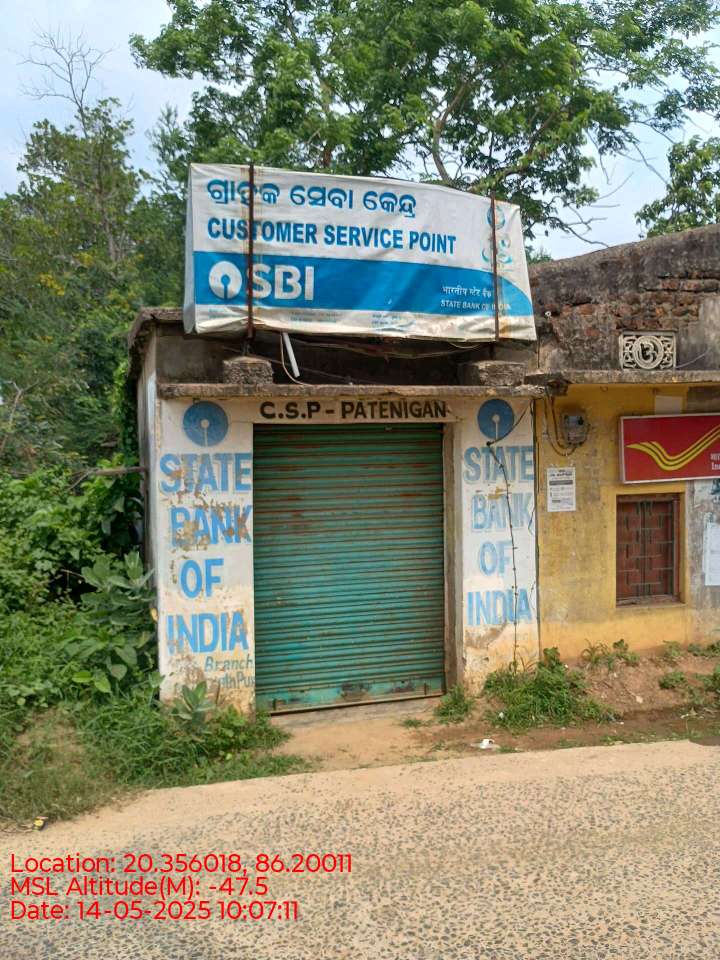 ଗ୍ରାହକ ସେବା କେନ୍ଦ୍ର
CUSTOMER SERVICE POINT
SBI
भारतीय स्टेट बैंक
STATE BANK OF INDIA
C.S.P - PATENIGAN
STATE
BANK
OF
INDIA
Branch
STATE
BANK
OF
INDIA
Location: 20.356018, 86.20011
MSL Altitude(M): -47.5
Date: 14-05-2025 10:07:11